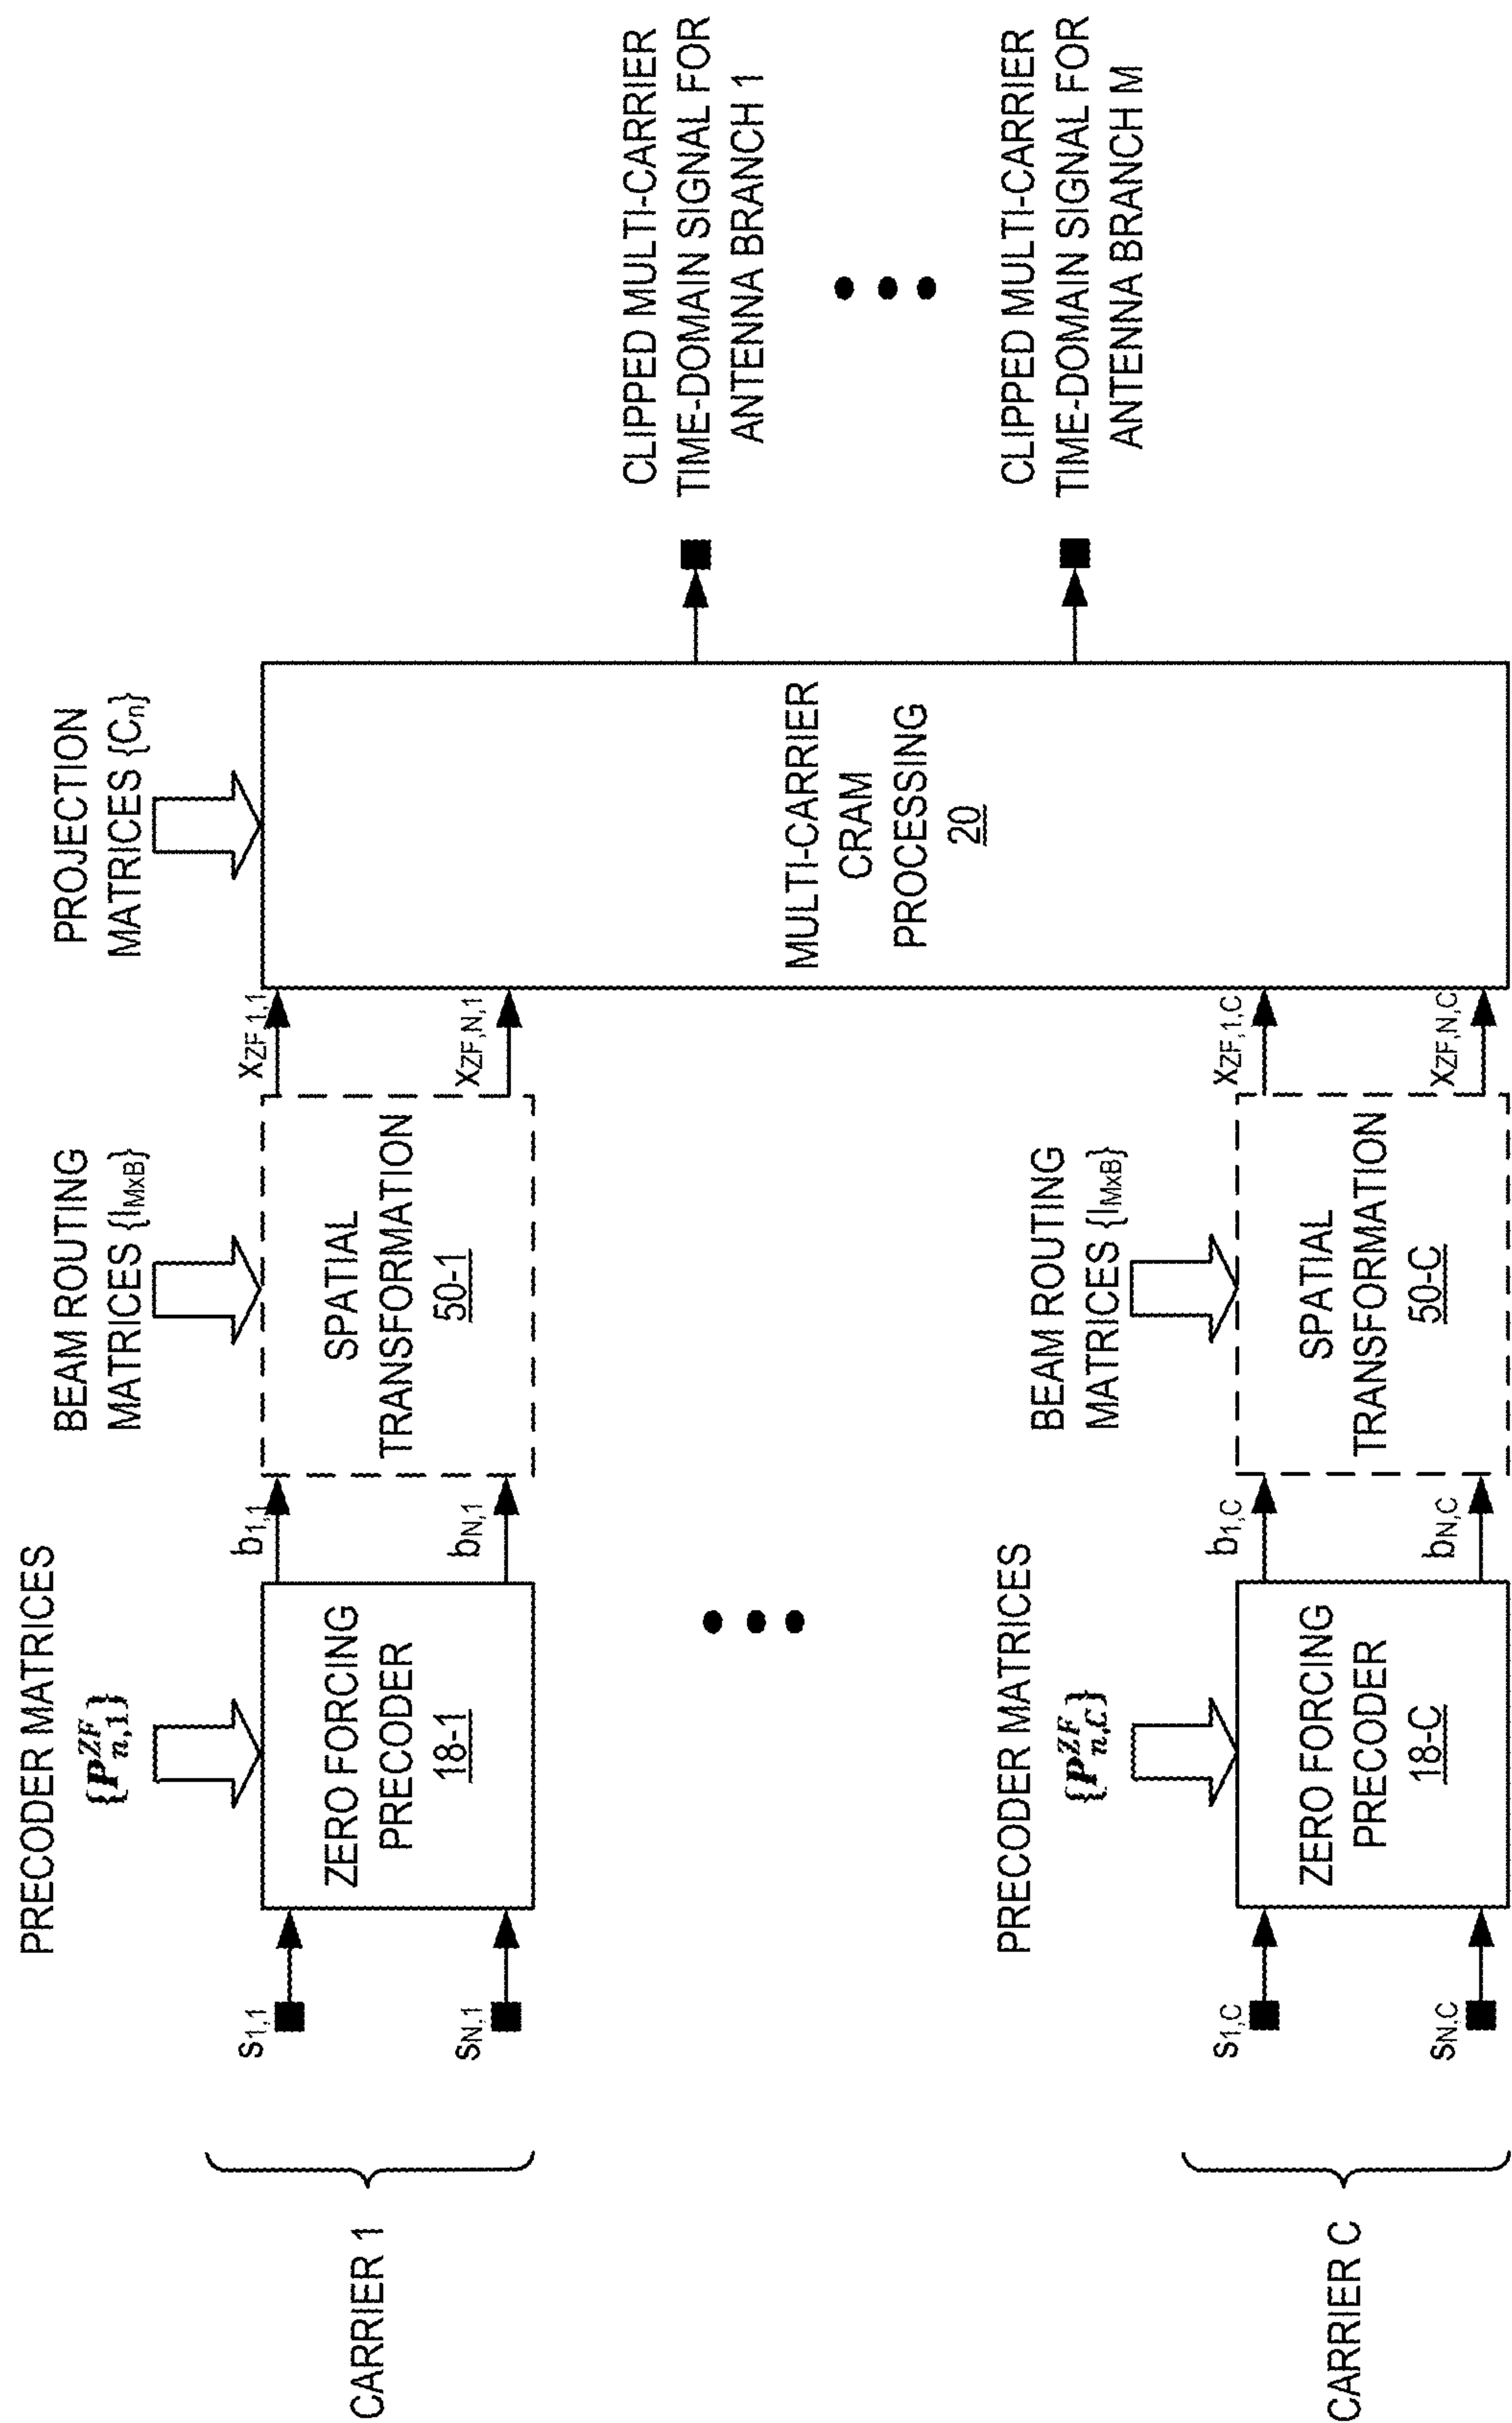 CARRIER 1
S1,1
SN,1
PRECODER MATRICES
{P^{ZF}_{n,1}}
ZERO FORCING
PRECODER
18-1
b1,1
bN,1
BEAM ROUTING
MATRICES {IMxB}
SPATIAL
TRANSFORMATION
50-1
XZF,1,1
XZF,N,1
PROJECTION
MATRICES {Cn}
MULTI-CARRIER
CRAM
PROCESSING
20
CLIPPED MULTI-CARRIER
TIME-DOMAIN SIGNAL FOR
ANTENNA BRANCH 1
CLIPPED MULTI-CARRIER
TIME-DOMAIN SIGNAL FOR
ANTENNA BRANCH M
CARRIER C
S1,C
SN,C
PRECODER MATRICES
{P^{ZF}_{n,C}}
ZERO FORCING
PRECODER
18-C
b1,C
bN,C
BEAM ROUTING
MATRICES {IMxB}
SPATIAL
TRANSFORMATION
50-C
XZF,1,C
XZF,N,C